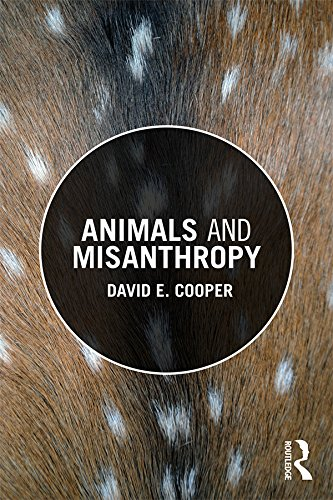 ANIMALS AND
MISANTHROPY
DAVID E. COOPER
ROUTLEDGE